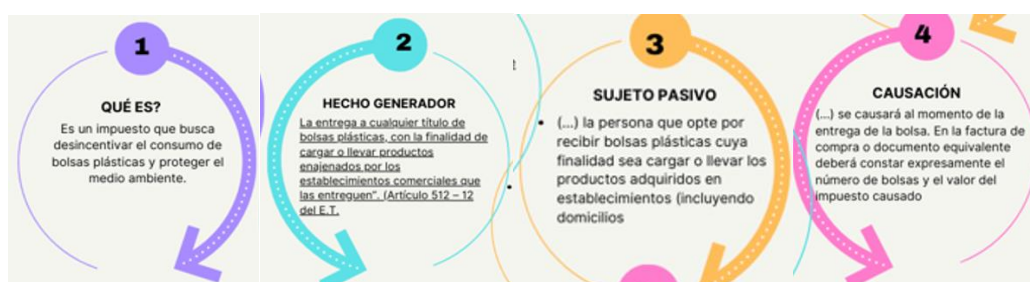 1
QUÉ ES?
Es un impuesto que busca
desincentivar el consumo de
bolsas plásticas y proteger el
medio ambiente.
2
HECHO GENERADOR
La entrega a cualquier título de
bolsas plásticas, con la finalidad de
cargar o llevar productos
enajenados por los
establecimientos comerciales que
las entreguen”. (Artículo 512 – 12
del E.T.
3
SUJETO PASIVO
• (...) la persona que opte por
recibir bolsas plásticas cuya
finalidad sea cargar o llevar los
productos adquiridos en
establecimientos (incluyendo
domicilios
4
CAUSACIÓN
(...) se causará al momento de la
entrega de la bolsa. En la factura de
compra o documento equivalente
deberá constar expresamente el
número de bolsas y el valor del
impuesto causado